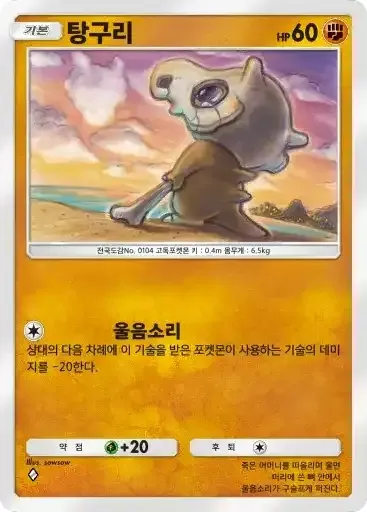 기본 탕구리 HP 60
전국도감No. 0104 고독포켓몬 키 : 0.4m 몸무게 : 6.5kg
울음소리
상대의 다음 차례에 이 기술을 받은 포켓몬이 사용하는 기술의 데미
지를 -20한다.
약점 +20 후퇴
Illus. sowsow
죽은 어머니를 떠올리며 울면
머리에 쓴 뼈 안에서
울음소리가 구슬프게 퍼진다.